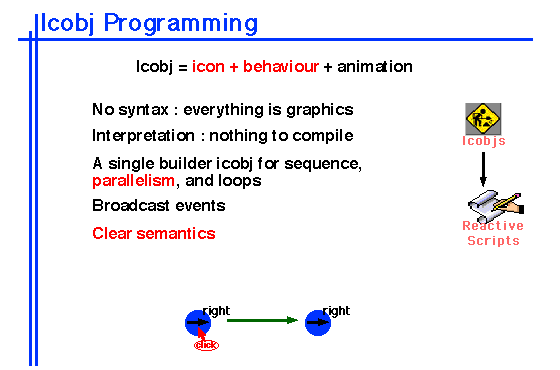 Icobj Programming
Icobj = icon + behaviour + animation
No syntax : everything is graphics
Interpretation : nothing to compile
A single builder icobj for sequence,
parallelism, and loops
Broadcast events
Clear semantics
Icobjs
Reactive
Scripts
right
right
click